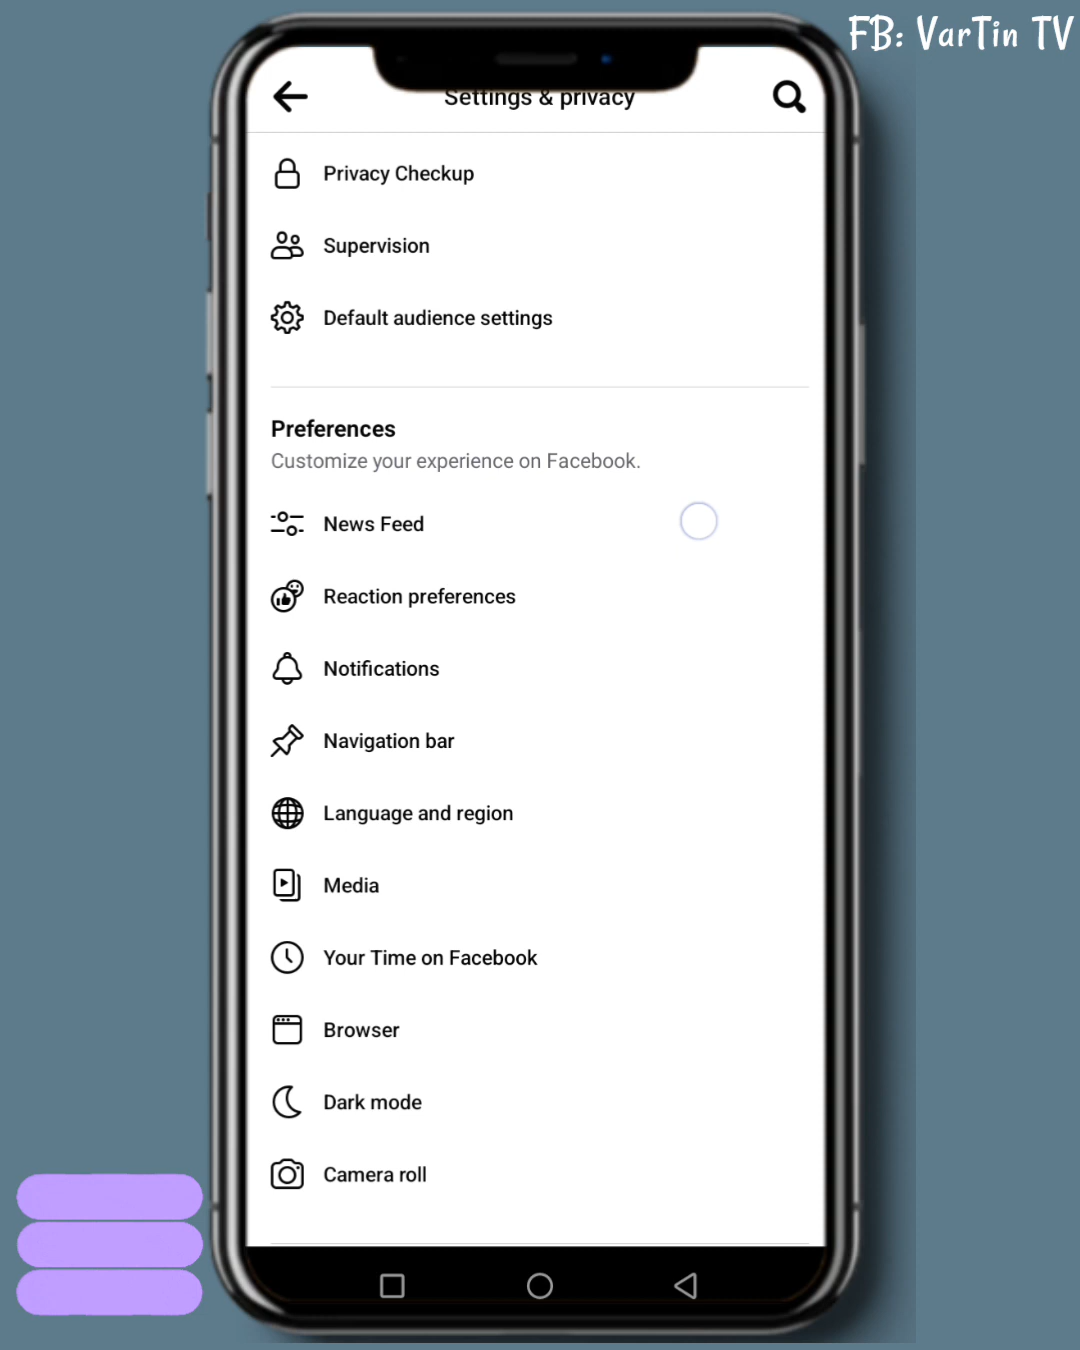 FB: VarTin TV
Settings & privacy
Privacy Checkup
Supervision
Default audience settings
Preferences
Customize your experience on Facebook.
News Feed
Reaction preferences
Notifications
Navigation bar
Language and region
Media
Your Time on Facebook
Browser
Dark mode
Camera roll